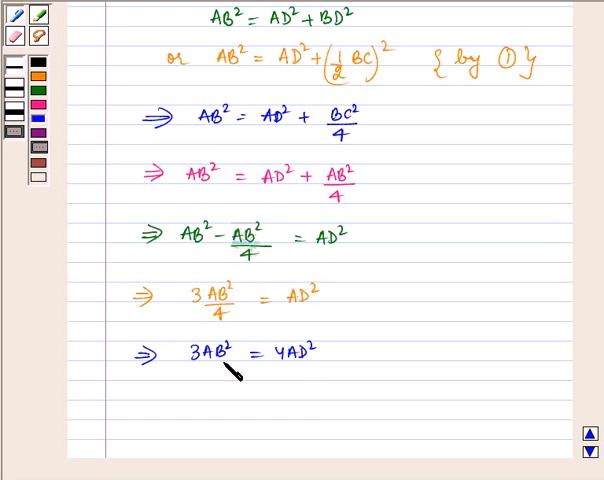 AB² = AD² + BD²
or AB² = AD² + (1/2 BC)² { by ① }
⇒ AB² = AD² + BC²/4
⇒ AB² = AD² + AB²/4
⇒ AB² - AB²/4 = AD²
⇒ 3AB²/4 = AD²
⇒ 3AB² = 4AD²